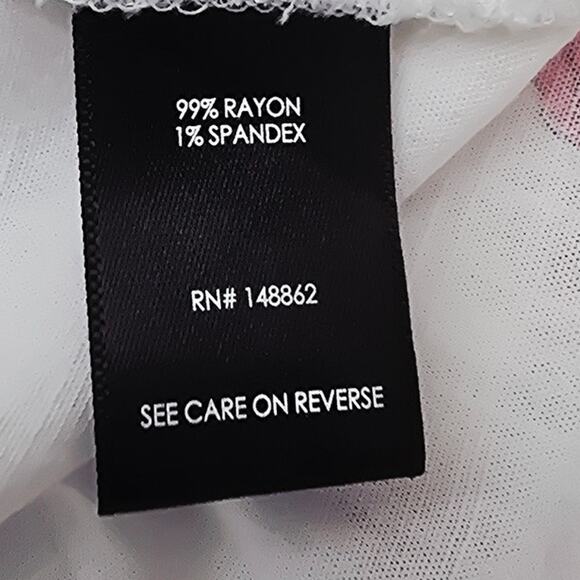 99% RAYON
1% SPANDEX
RN# 148862
SEE CARE ON REVERSE